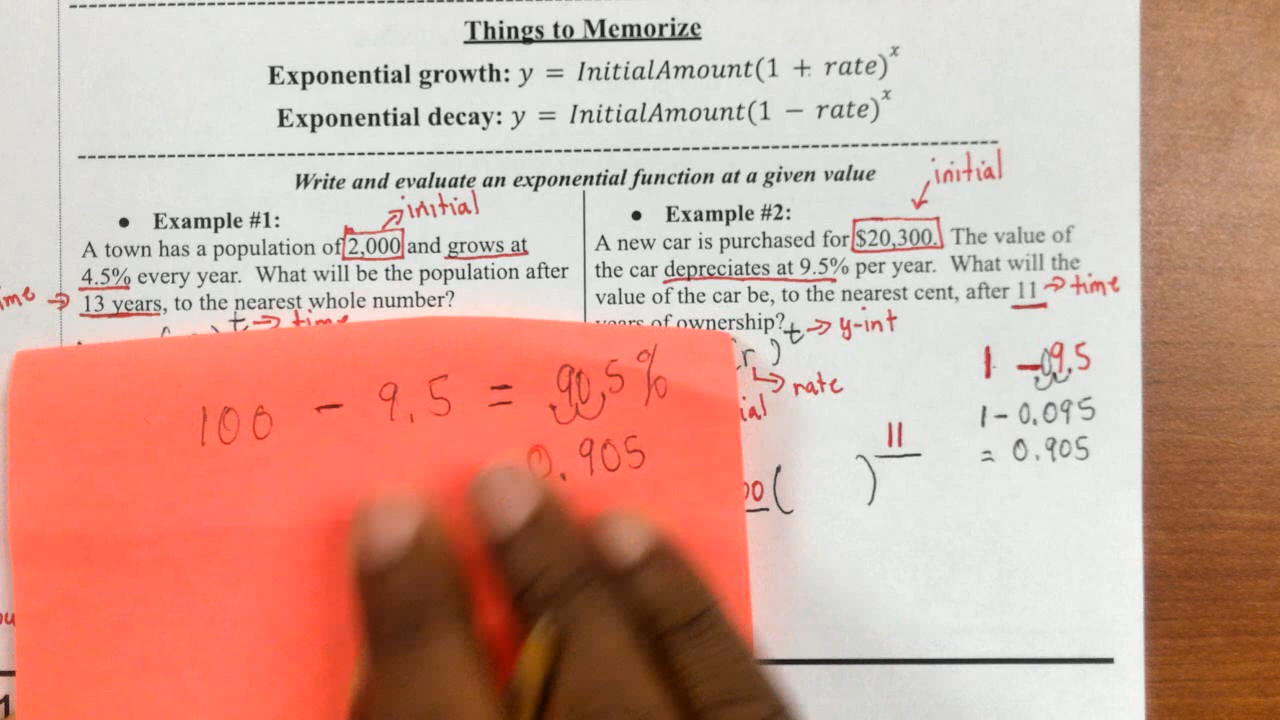 Things to Memorize
Exponential growth: y = InitialAmount(1 + rate)^x
Exponential decay: y = InitialAmount(1 − rate)^x
Write and evaluate an exponential function at a given value
• Example #1:
initial
A town has a population of 2,000 and grows at
4.5% every year. What will be the population after
13 years, to the nearest whole number?
t → time
initial
• Example #2:
A new car is purchased for $20,300. The value of
the car depreciates at 9.5% per year. What will the
value of the car be, to the nearest cent, after 11 → time
years of ownership?
t → y-int
r)
→ rate
( )^11
1 - 09.5
1 - 0.095
= 0.905
100 - 9.5 = 90.5%
0.905